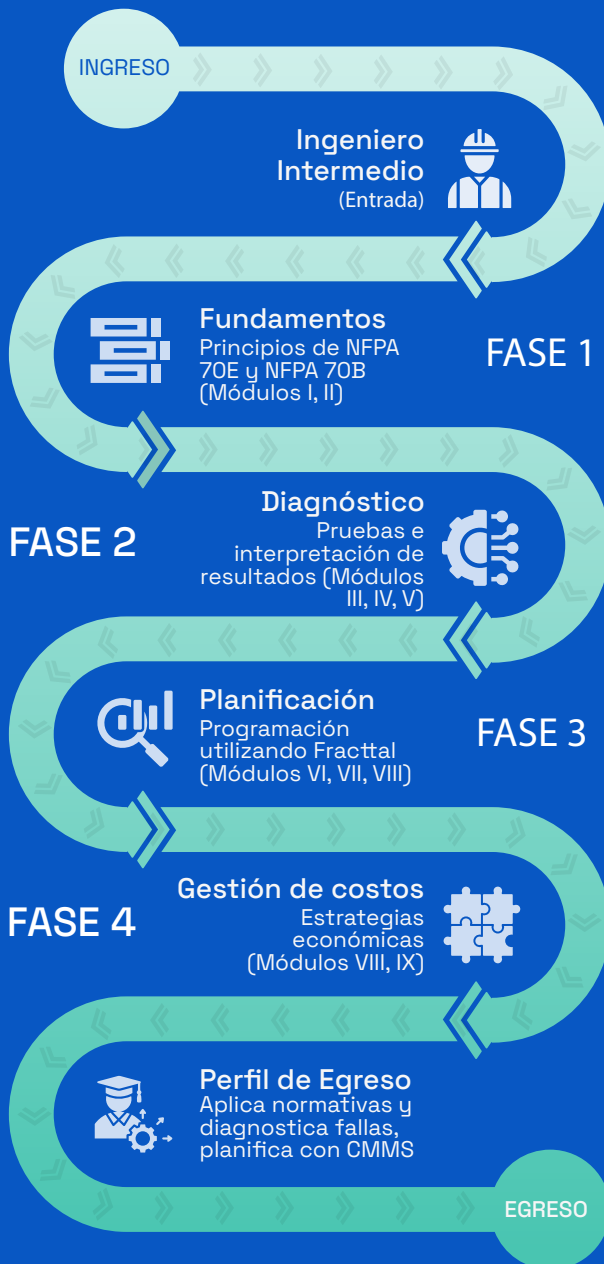 INGRESO
Ingeniero
Intermedio
(Entrada)
Fundamentos
Principios de NFPA
70E y NFPA 70B
(Módulos I, II)
FASE 1
Diagnóstico
Pruebas e
interpretación de
resultados (Módulos
III, IV, V)
FASE 2
Planificación
Programación
utilizando Fracttal
(Módulos VI, VII, VIII)
FASE 3
Gestión de costos
Estrategias
económicas
(Módulos VIII, IX)
FASE 4
Perfil de Egreso
Aplica normativas y
diagnostica fallas,
planifica con CMMS
EGRESO